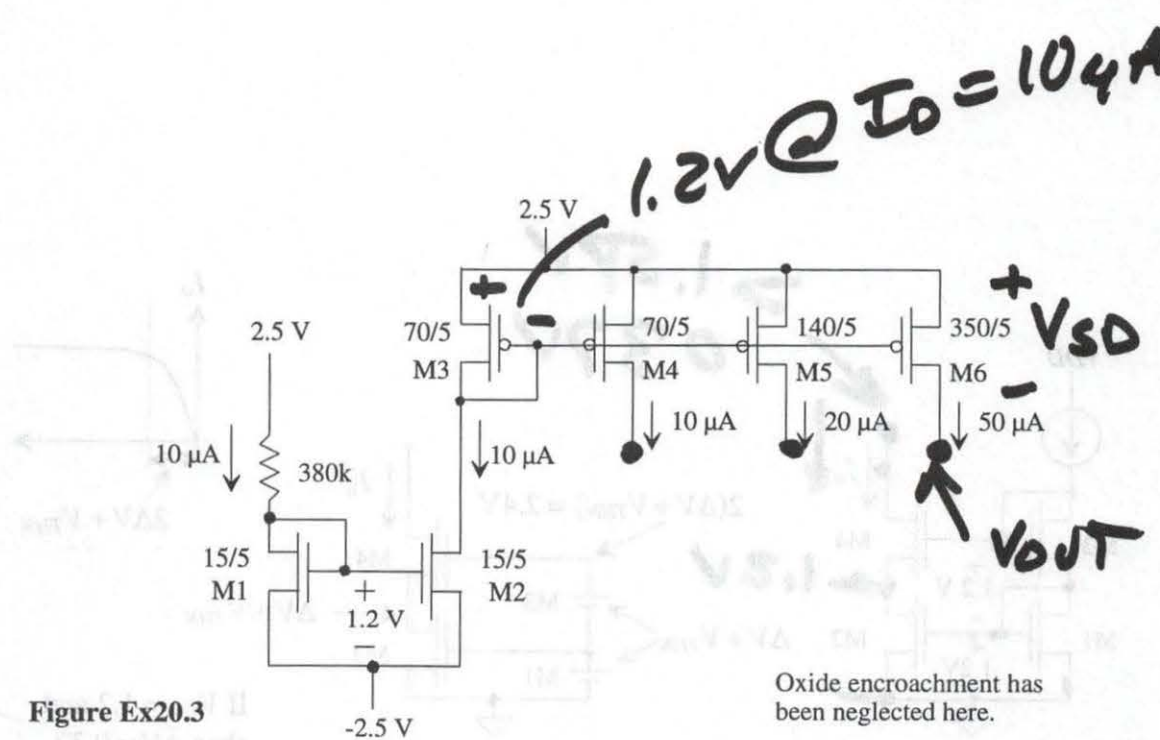 1.2V @ ID = 10µA
2.5 V
+
-
+
VSD
-
2.5 V
70/5
M3
70/5
M4
140/5
M5
350/5
M6
10 µA
380k
10 µA
10 µA
20 µA
50 µA
VOUT
15/5
M1
+
1.2 V
-
15/5
M2
-2.5 V
Figure Ex20.3
Oxide encroachment has
been neglected here.